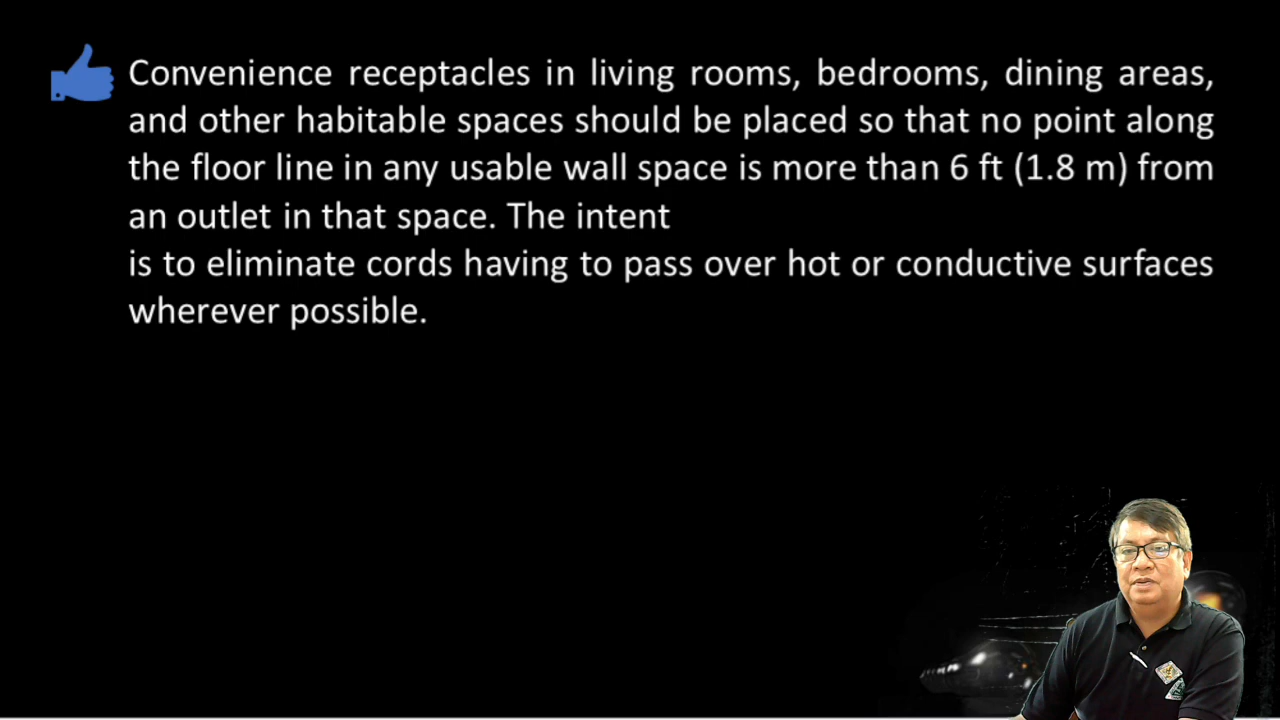 Convenience receptacles in living rooms, bedrooms, dining areas,
and other habitable spaces should be placed so that no point along
the floor line in any usable wall space is more than 6 ft (1.8 m) from
an outlet in that space. The intent
is to eliminate cords having to pass over hot or conductive surfaces
wherever possible.